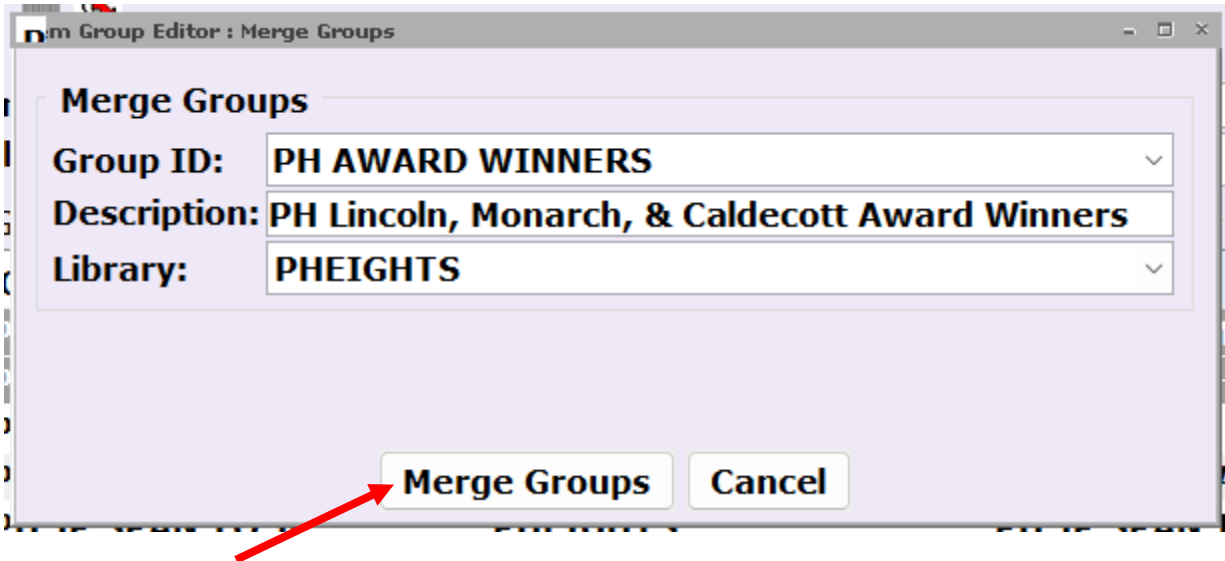 m Group Editor : Merge Groups
Merge Groups
Group ID: PH AWARD WINNERS
Description: PH Lincoln, Monarch, & Caldecott Award Winners
Library: PHEIGHTS
Merge Groups Cancel